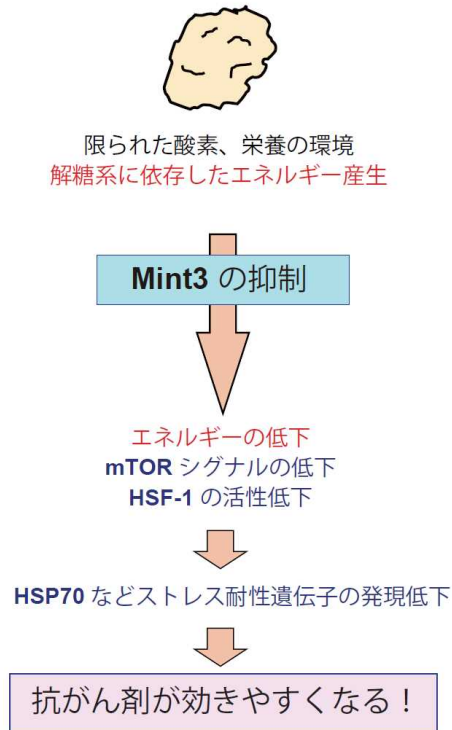 限られた酸素、栄養の環境
解糖系に依存したエネルギー産生
Mint3 の抑制
エネルギーの低下
mTOR シグナルの低下
HSF-1 の活性低下
HSP70 などストレス耐性遺伝子の発現低下
抗がん剤が効きやすくなる！